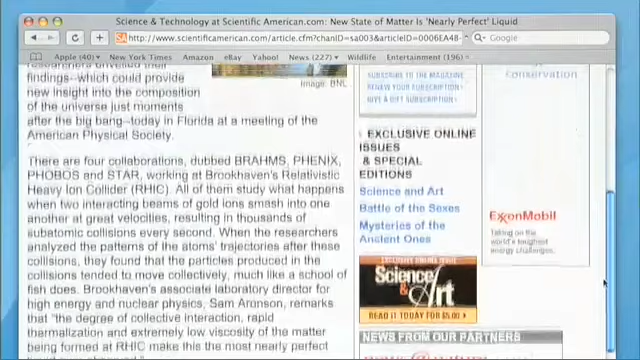 Science & Technology at Scientific American.com: New State of Matter Is 'Nearly Perfect' Liquid
http://www.scientificamerican.com/article.cfm?chanID=sa003&articleID=0006EA48-
Google
Apple (40) New York Times Amazon eBay Yahoo! News (227) Wikipedia Entertainment (196)
findings—which could provide
new insight into the composition
of the universe just moments
after the big bang—today in Florida at a meeting of the
American Physical Society.
Image: BNL
There are four collaborations, dubbed BRAHMS, PHENIX,
PHOBOS and STAR, working at Brookhaven's Relativistic
Heavy Ion Collider (RHIC). All of them study what happens
when two interacting beams of gold ions smash into one
another at great velocities, resulting in thousands of
subatomic collisions every second. When the researchers
analyzed the patterns of the atoms' trajectories after these
collisions, they found that the particles produced in the
collisions tended to move collectively, much like a school of
fish does. Brookhaven's associate laboratory director for
high energy and nuclear physics, Sam Aronson, remarks
that "the degree of collective interaction, rapid
thermalization and extremely low viscosity of the matter
being formed at RHIC make this the most nearly perfect
SUBSCRIBE TO THE MAGAZINE
RENEW YOUR SUBSCRIPTION
GIVE A GIFT SUBSCRIPTION
EXCLUSIVE ONLINE
ISSUES
& SPECIAL
EDITIONS
Science and Art
Battle of the Sexes
Mysteries of the
Ancient Ones
EXCLUSIVE ONLINE ISSUE
Science
& Art
READ IT TODAY FOR $5.00
NEWS FROM OUR PARTNERS
Conservation
ExxonMobil
Taking on the
world's toughest
energy challenges.